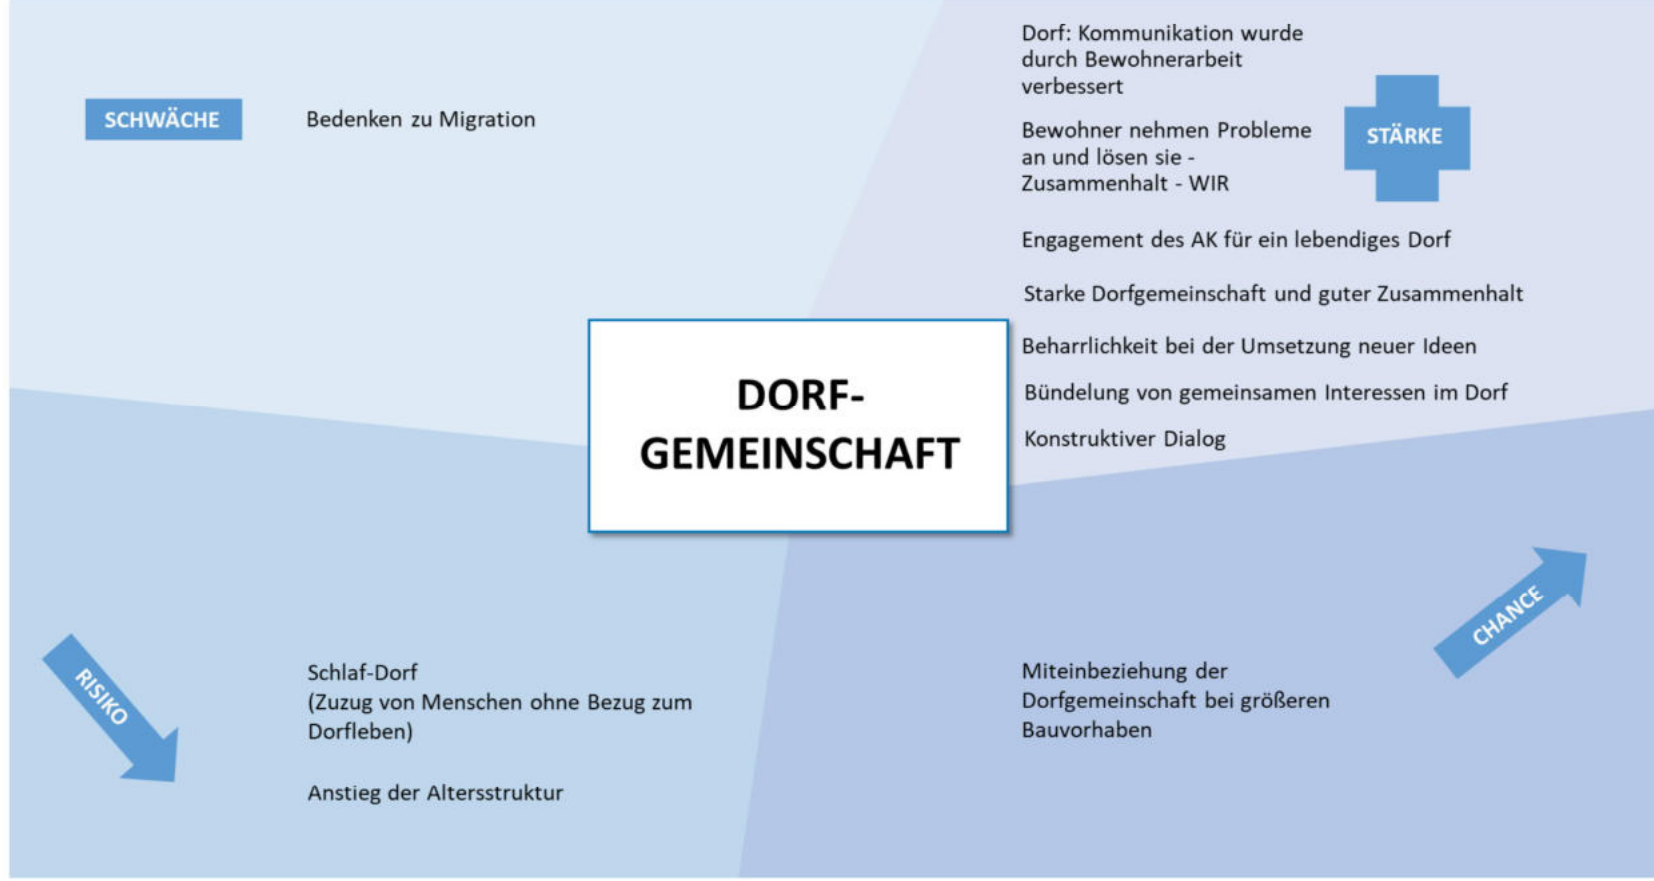 SCHWÄCHE
Bedenken zu Migration
Dorf: Kommunikation wurde
durch Bewohnerarbeit
verbessert
Bewohner nehmen Probleme
an und lösen sie -
Zusammenhalt - WIR
STÄRKE
Engagement des AK für ein lebendiges Dorf
Starke Dorfgemeinschaft und guter Zusammenhalt
Beharrlichkeit bei der Umsetzung neuer Ideen
Bündelung von gemeinsamen Interessen im Dorf
Konstruktiver Dialog
DORF-
GEMEINSCHAFT
RISIKO
Schlaf-Dorf
(Zuzug von Menschen ohne Bezug zum
Dorfleben)
Anstieg der Altersstruktur
Miteinbeziehung der
Dorfgemeinschaft bei größeren
Bauvorhaben
CHANCE